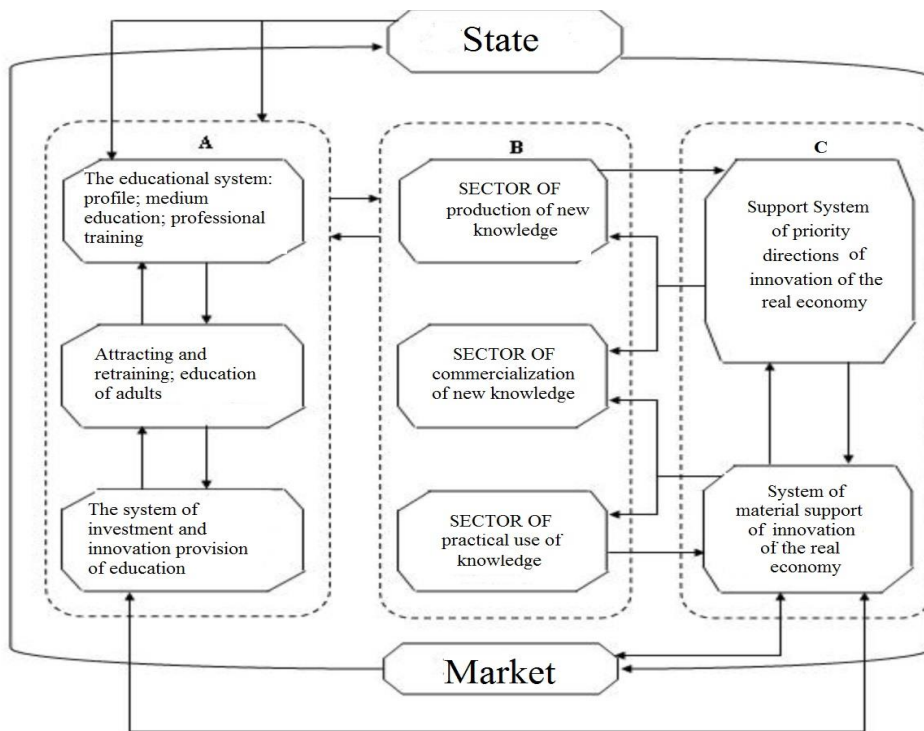 State
A
The educational system:
profile; medium
education; professional
training
Attracting and
retraining; education
of adults
The system of
investment and
innovation provision
of education
B
SECTOR OF
production of new
knowledge
SECTOR OF
commercialization
of new knowledge
SECTOR OF
practical use of
knowledge
C
Support System
of priority
directions of
innovation of the
real economy
System of
material support
of innovation
of the real
economy
Market